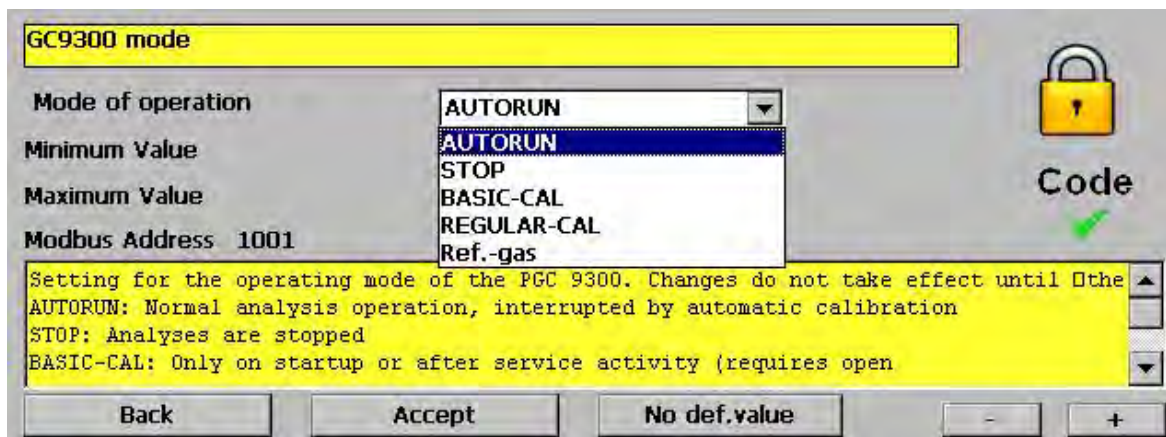 GC9300 mode
Mode of operation
AUTORUN
AUTORUN
STOP
BASIC-CAL
REGULAR-CAL
Ref.-gas
Minimum Value
Maximum Value
Modbus Address 1001
Code
Setting for the operating mode of the PGC 9300. Changes do not take effect until □the
AUTORUN: Normal analysis operation, interrupted by automatic calibration
STOP: Analyses are stopped
BASIC-CAL: Only on startup or after service activity (requires open
Back
Accept
No def.value
-
+